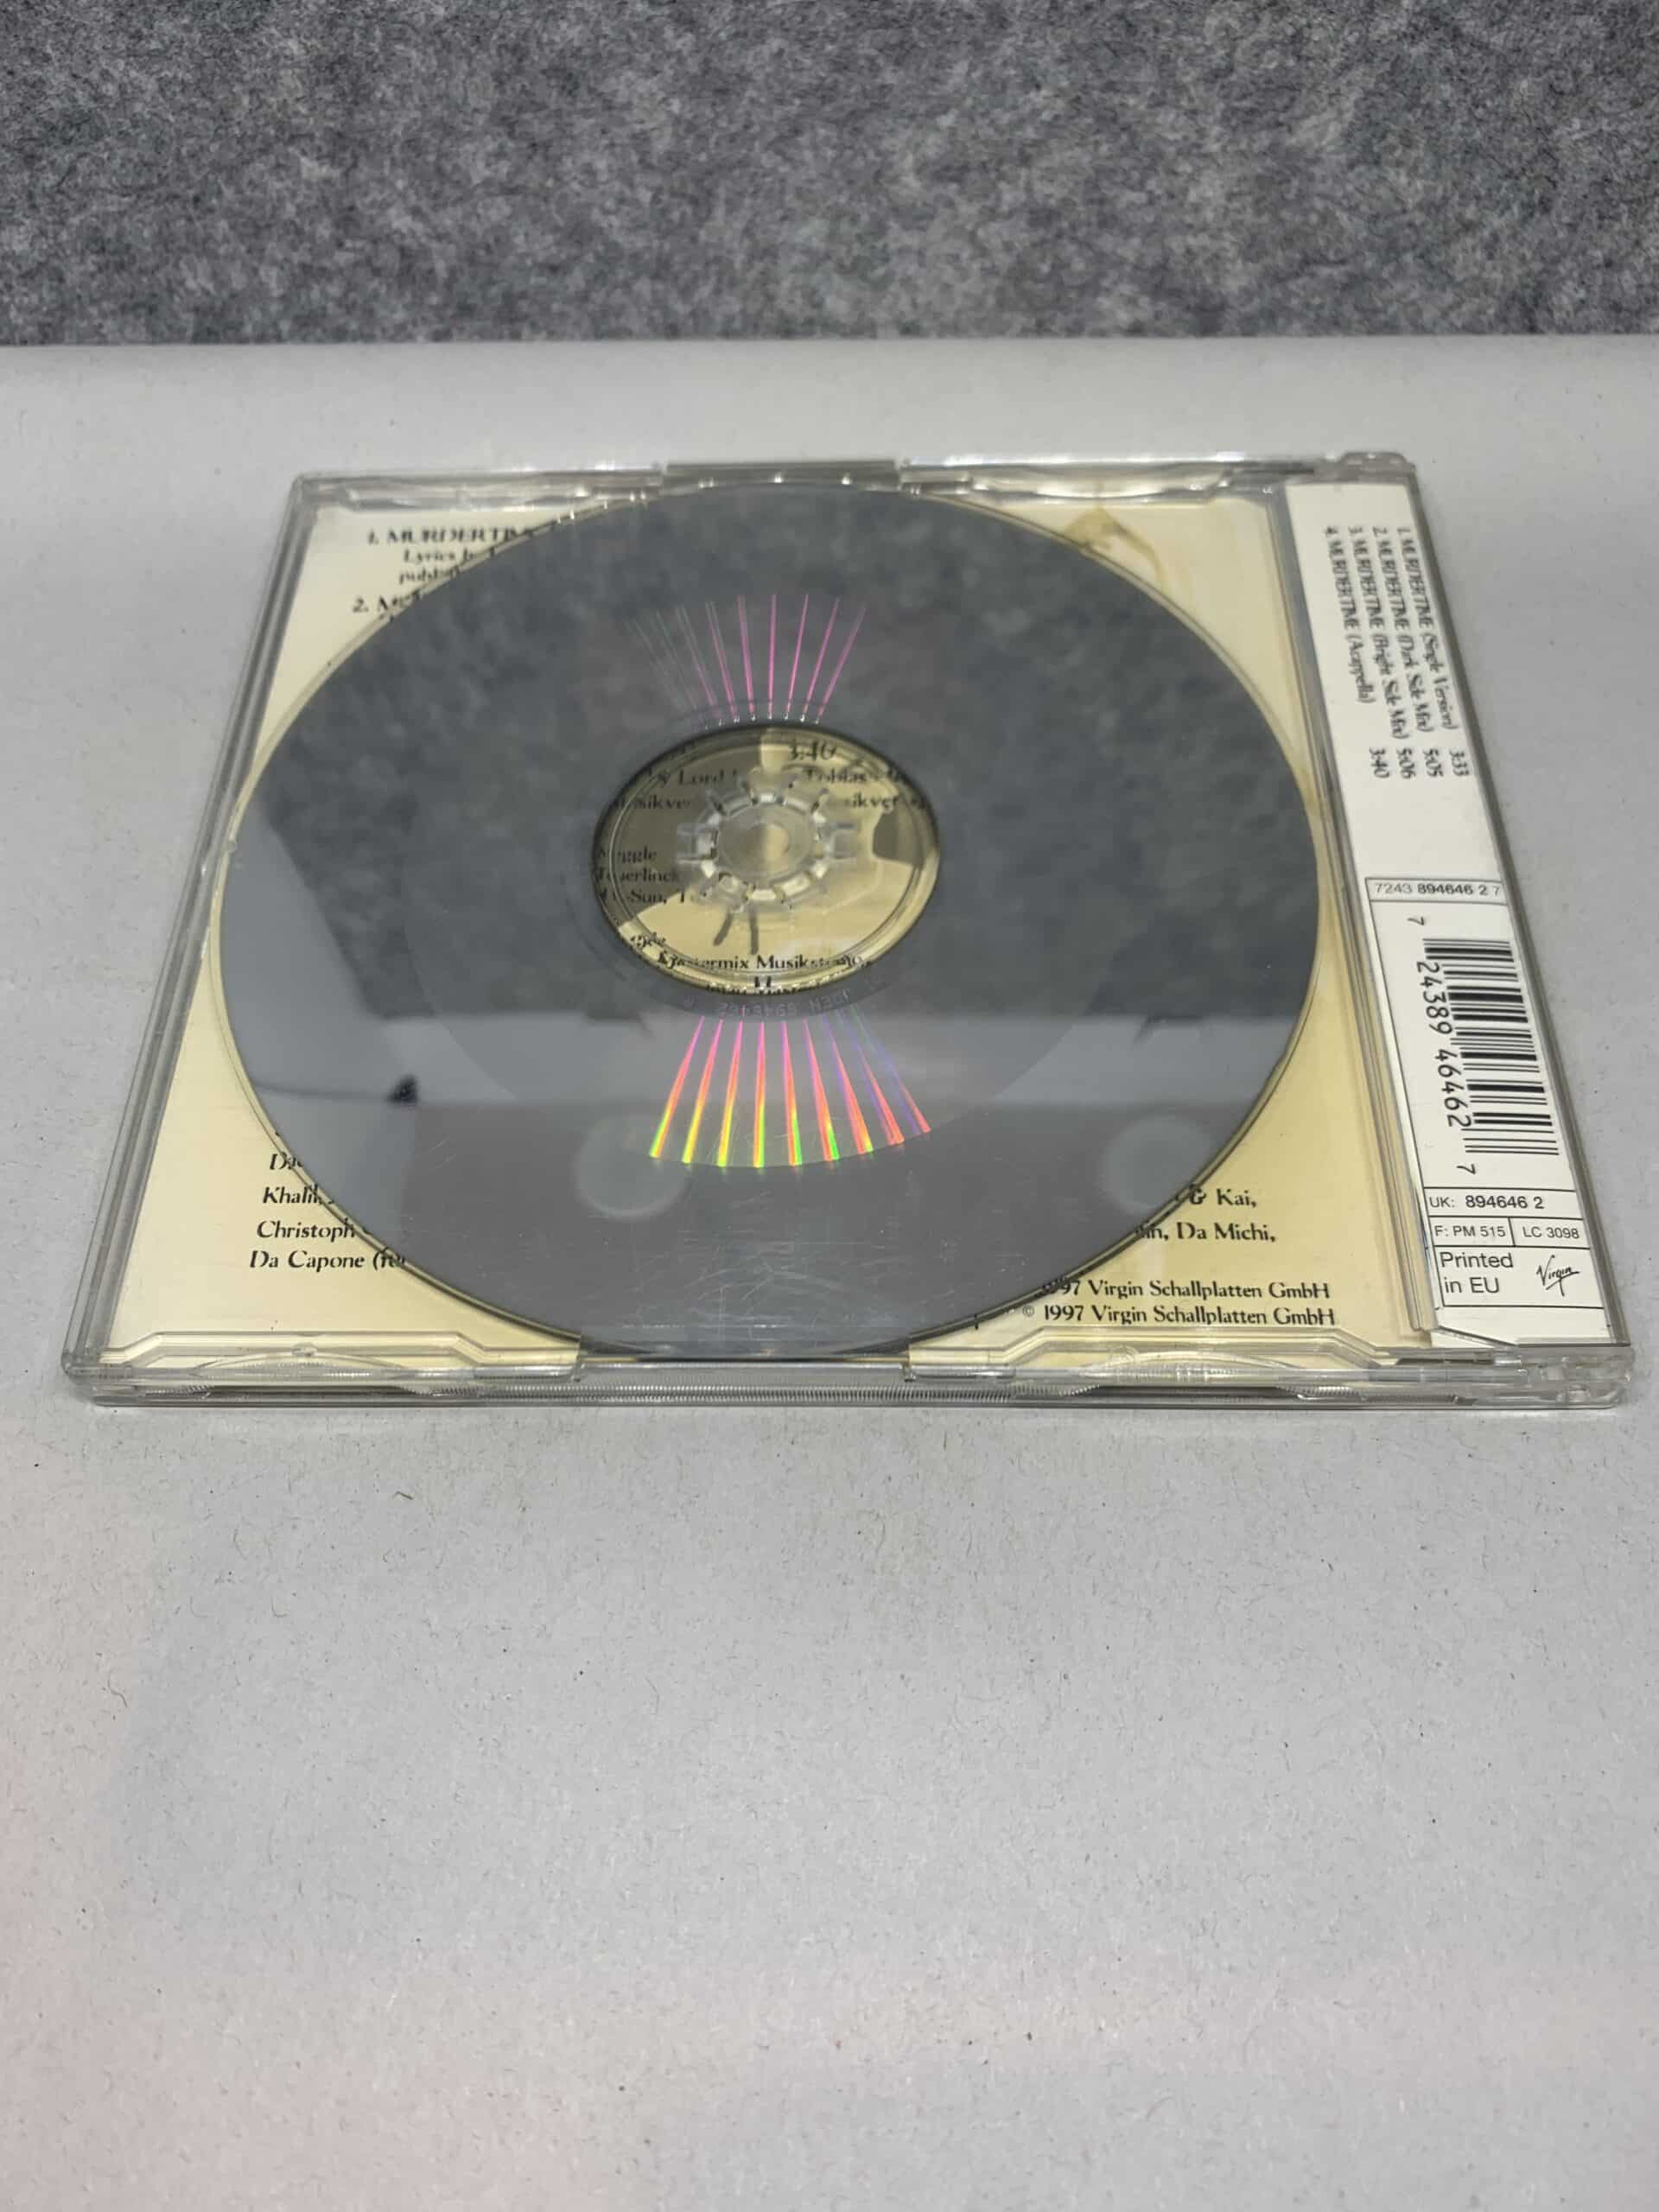 1. MURDERTIME
Lyrics
2.
3:40
& Lord
Tobias
Mastermix
Khalil,
Christoph
Da Capone
& Kai,
Da Michi,
Virgin Schallplatten GmbH
© 1997 Virgin Schallplatten GmbH
1. MURDERTIME (Single Version) 3:33
2. MURDERTIME (Dark Side Mix) 5:05
3. MURDERTIME (Bright Side Mix) 5:06
4. MURDERTIME (Acappella) 3:40
7243 894646 2 7
7 24389 46462 7
UK: 894646 2
F: PM 515 LC 3098
Printed
in EU
Virgin